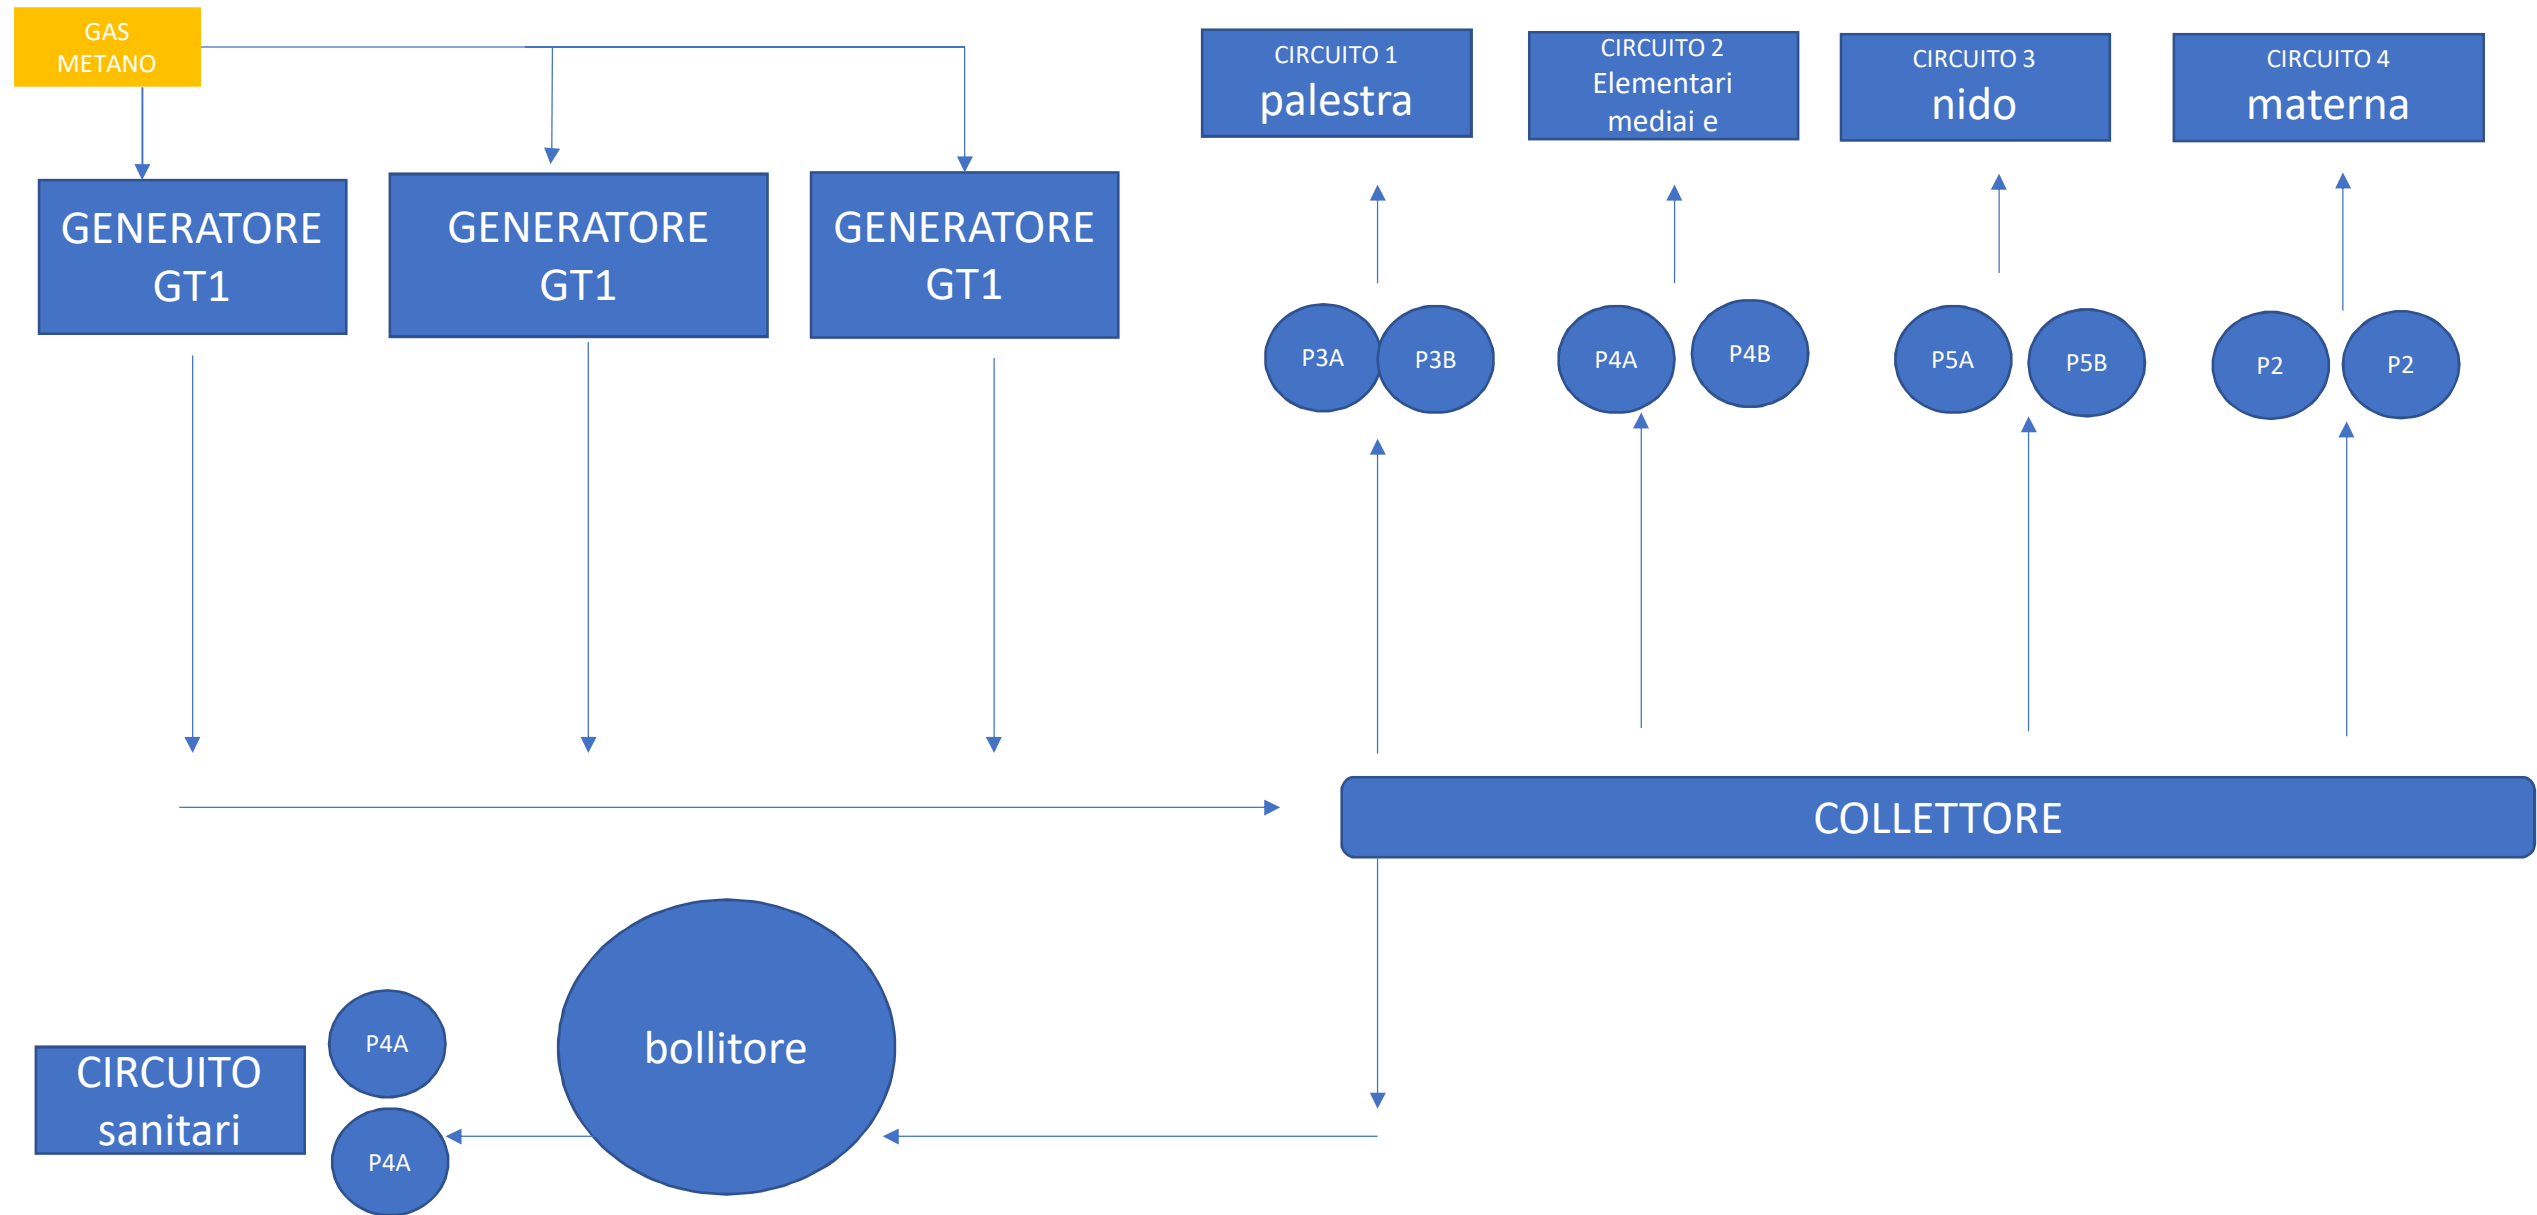 GAS
METANO
GENERATORE
GT1
GENERATORE
GT1
GENERATORE
GT1
CIRCUITO 1
palestra
CIRCUITO 2
Elementari
mediai e
CIRCUITO 3
nido
CIRCUITO 4
materna
P3A
P3B
P4A
P4B
P5A
P5B
P2
P2
COLLETTORE
bollitore
P4A
P4A
CIRCUITO
sanitari